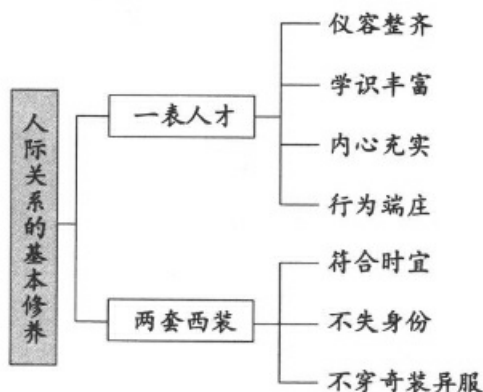 人际关系的基本修养
一表人才
仪容整齐
学识丰富
内心充实
行为端庄
两套西装
符合时宜
不失身份
不穿奇装异服